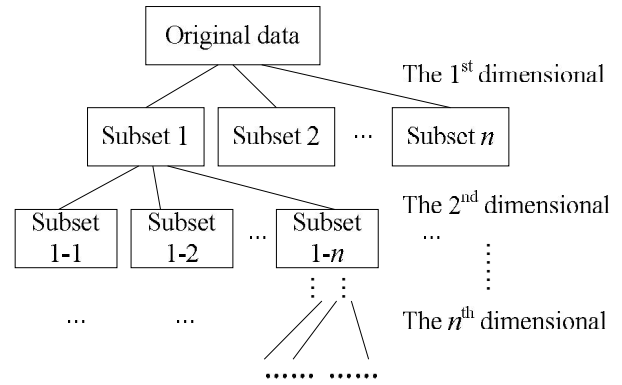 Original data
The 1st dimensional
Subset 1 Subset 2 ... Subset n
The 2nd dimensional
Subset 1-1 Subset 1-2 ... Subset 1-n ...
... ...
The nth dimensional
...... ......